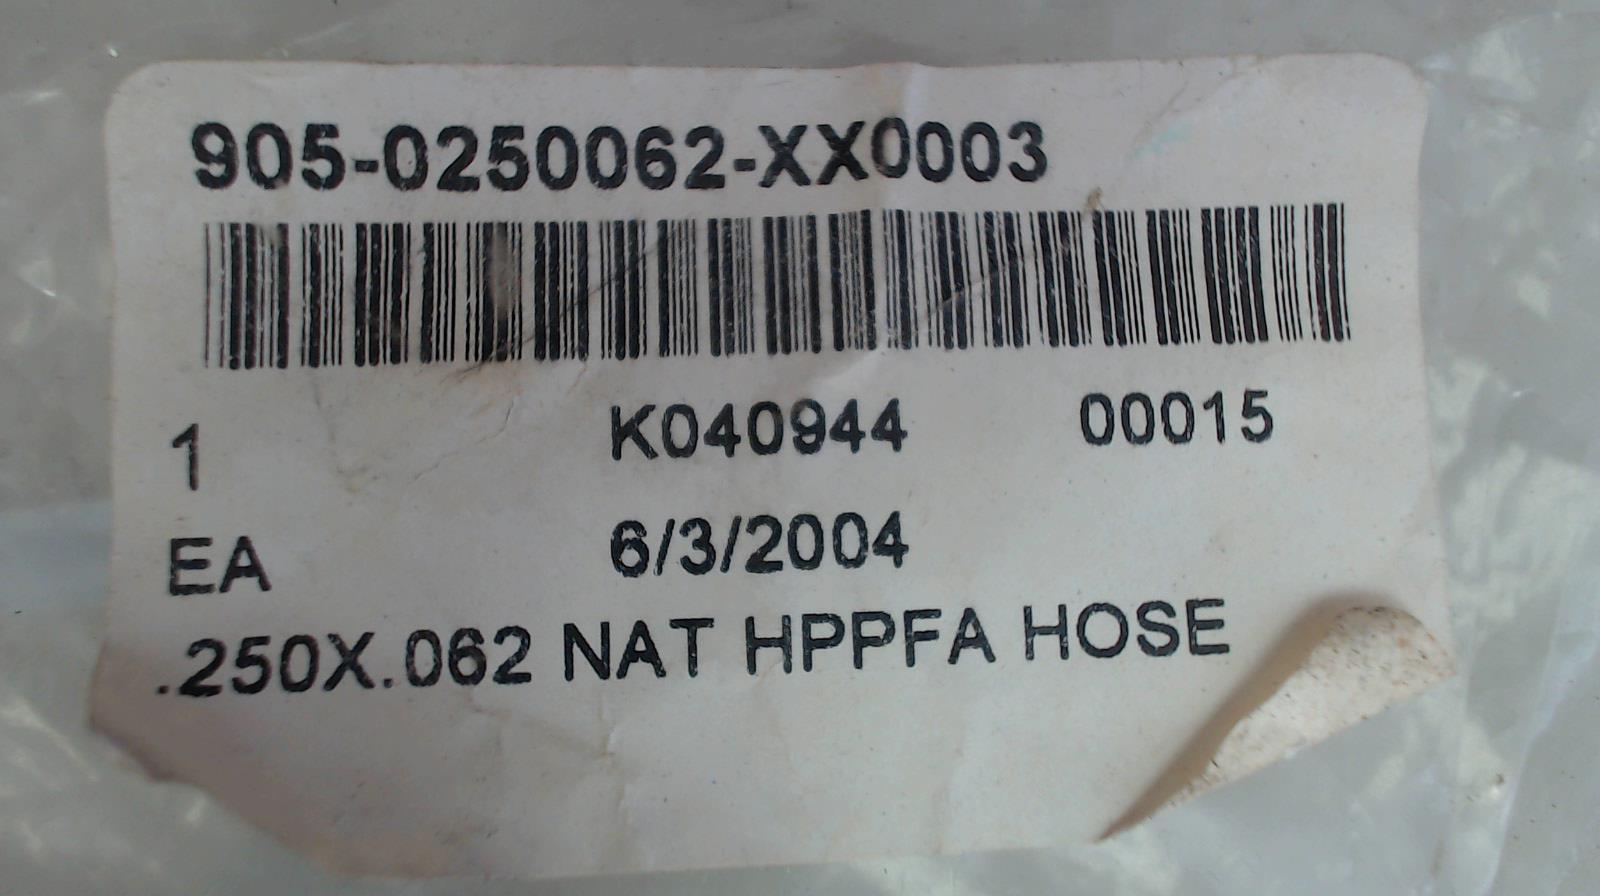 905-0250062-XX0003
1 K040944 00015
EA 6/3/2004
.250X.062 NAT HPPFA HOSE